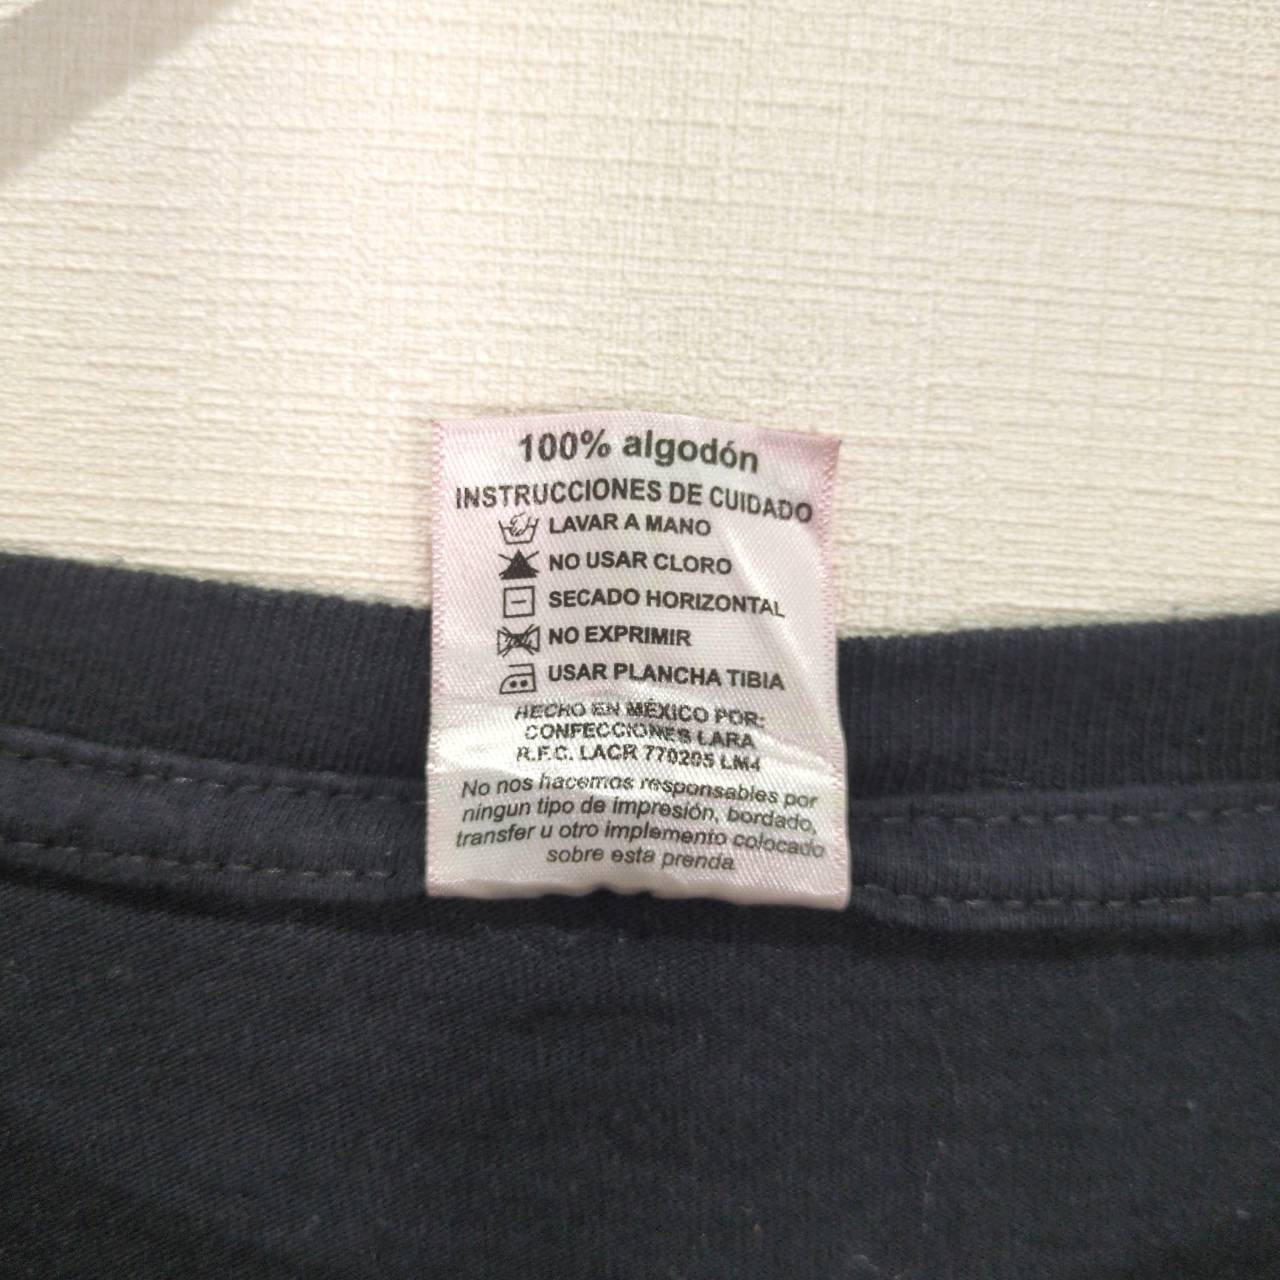 100% algodón
INSTRUCCIONES DE CUIDADO
LAVAR A MANO
NO USAR CLORO
SECADO HORIZONTAL
NO EXPRIMIR
USAR PLANCHA TIBIA
HECHO EN MÉXICO POR:
CONFECCIONES LARA
R.F.C. LACR 770205 LM4
No nos hacemos responsables por
ningun tipo de impresión, bordado,
transfer u otro implemento colocado
sobre esta prenda